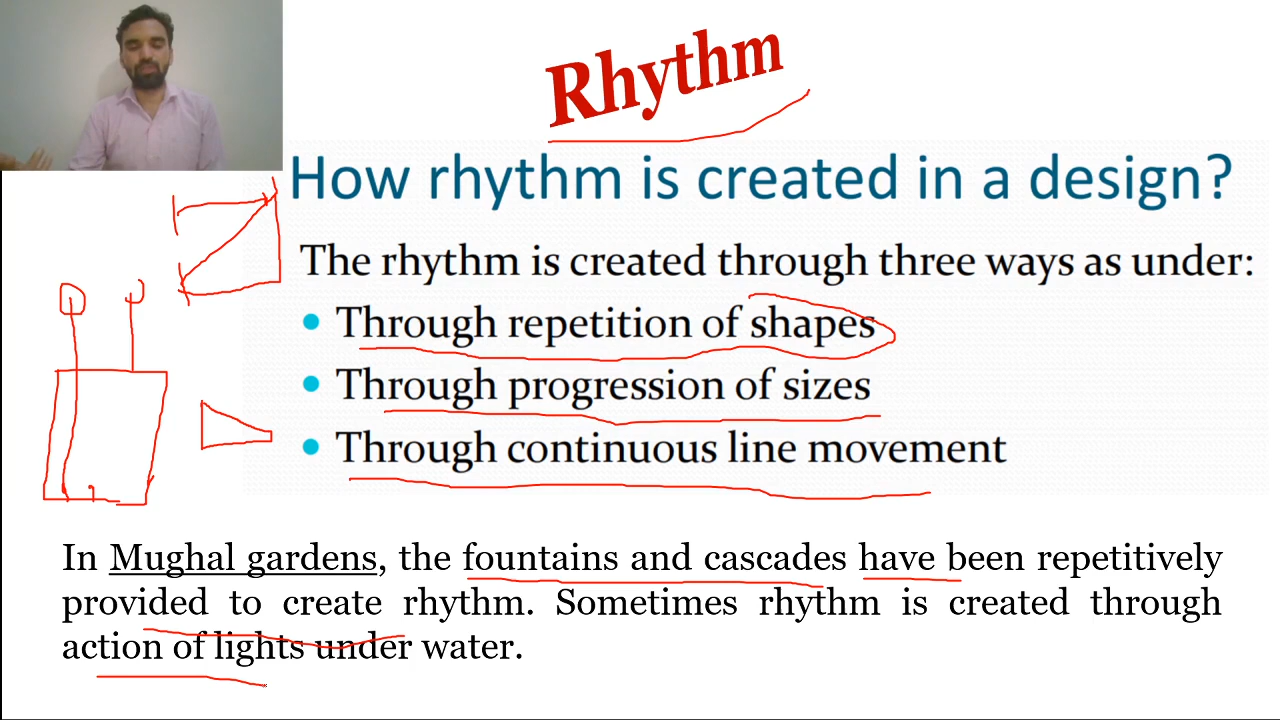 Rhythm
How rhythm is created in a design?
The rhythm is created through three ways as under:
• Through repetition of shapes
• Through progression of sizes
• Through continuous line movement
In Mughal gardens, the fountains and cascades have been repetitively
provided to create rhythm. Sometimes rhythm is created through
action of lights under water.